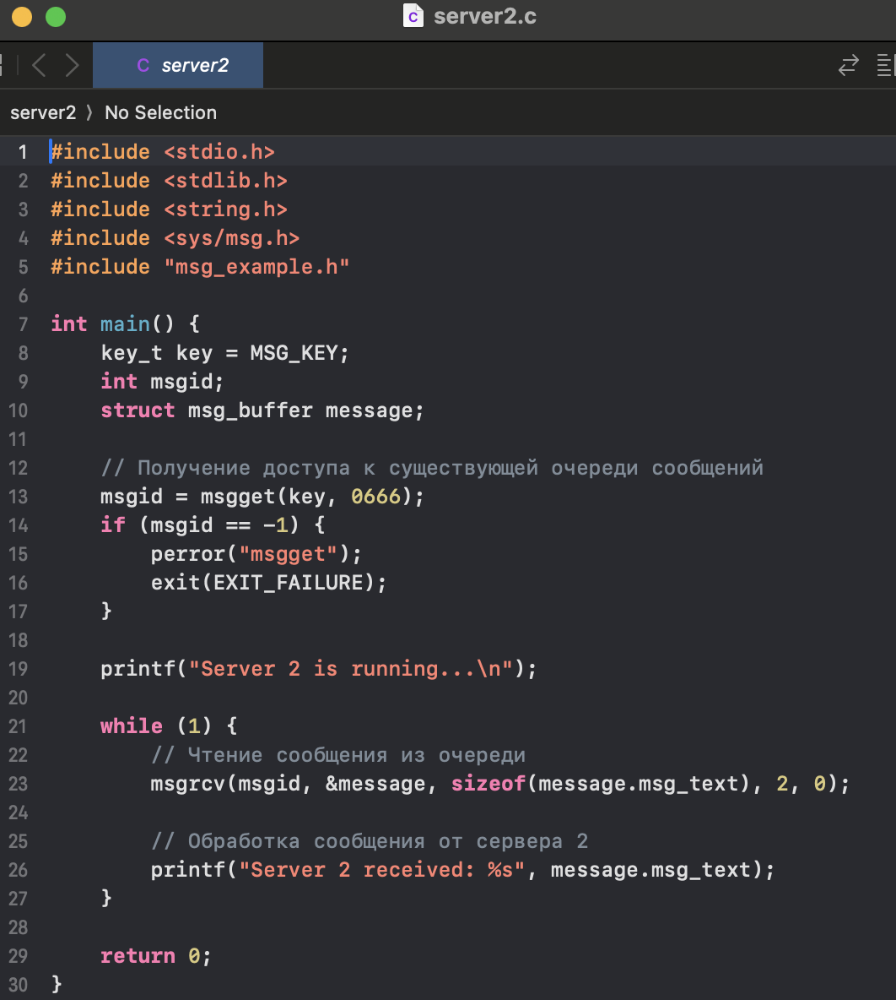 server2.c
server2
server2 〉 No Selection
1 #include <stdio.h>
2 #include <stdlib.h>
3 #include <string.h>
4 #include <sys/msg.h>
5 #include "msg_example.h"
6
7 int main() {
8     key_t key = MSG_KEY;
9     int msgid;
10     struct msg_buffer message;
11
12     // Получение доступа к существующей очереди сообщений
13     msgid = msgget(key, 0666);
14     if (msgid == -1) {
15         perror("msgget");
16         exit(EXIT_FAILURE);
17     }
18
19     printf("Server 2 is running...\n");
20
21     while (1) {
22         // Чтение сообщения из очереди
23         msgrcv(msgid, &message, sizeof(message.msg_text), 2, 0);
24
25         // Обработка сообщения от сервера 2
26         printf("Server 2 received: %s", message.msg_text);
27     }
28
29     return 0;
30 }